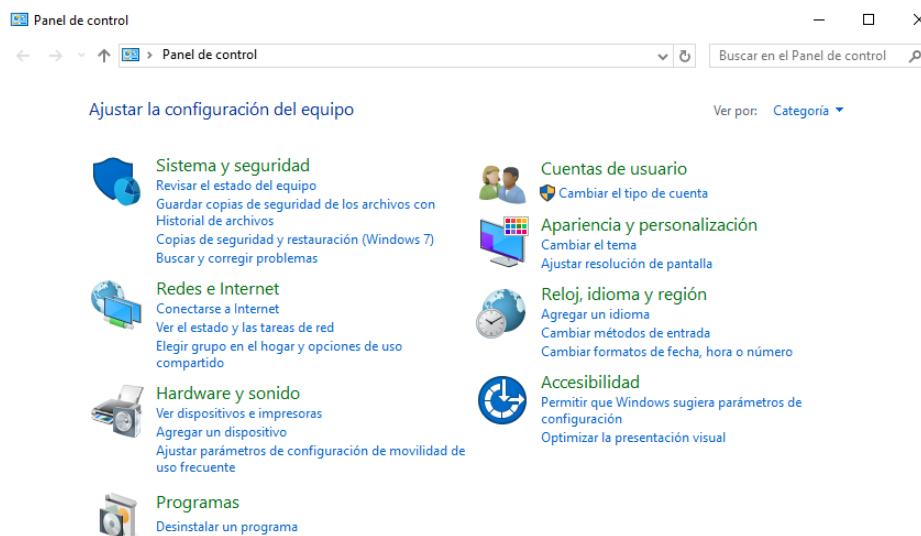 Panel de control
Panel de control
Buscar en el Panel de control
Ajustar la configuración del equipo
Ver por: Categoría
Sistema y seguridad
Revisar el estado del equipo
Guardar copias de seguridad de los archivos con
Historial de archivos
Copias de seguridad y restauración (Windows 7)
Buscar y corregir problemas
Redes e Internet
Conectarse a Internet
Ver el estado y las tareas de red
Elegir grupo en el hogar y opciones de uso
compartido
Hardware y sonido
Ver dispositivos e impresoras
Agregar un dispositivo
Ajustar parámetros de configuración de movilidad de
uso frecuente
Programas
Desinstalar un programa
Cuentas de usuario
Cambiar el tipo de cuenta
Apariencia y personalización
Cambiar el tema
Ajustar resolución de pantalla
Reloj, idioma y región
Agregar un idioma
Cambiar métodos de entrada
Cambiar formatos de fecha, hora o número
Accesibilidad
Permitir que Windows sugiera parámetros de
configuración
Optimizar la presentación visual